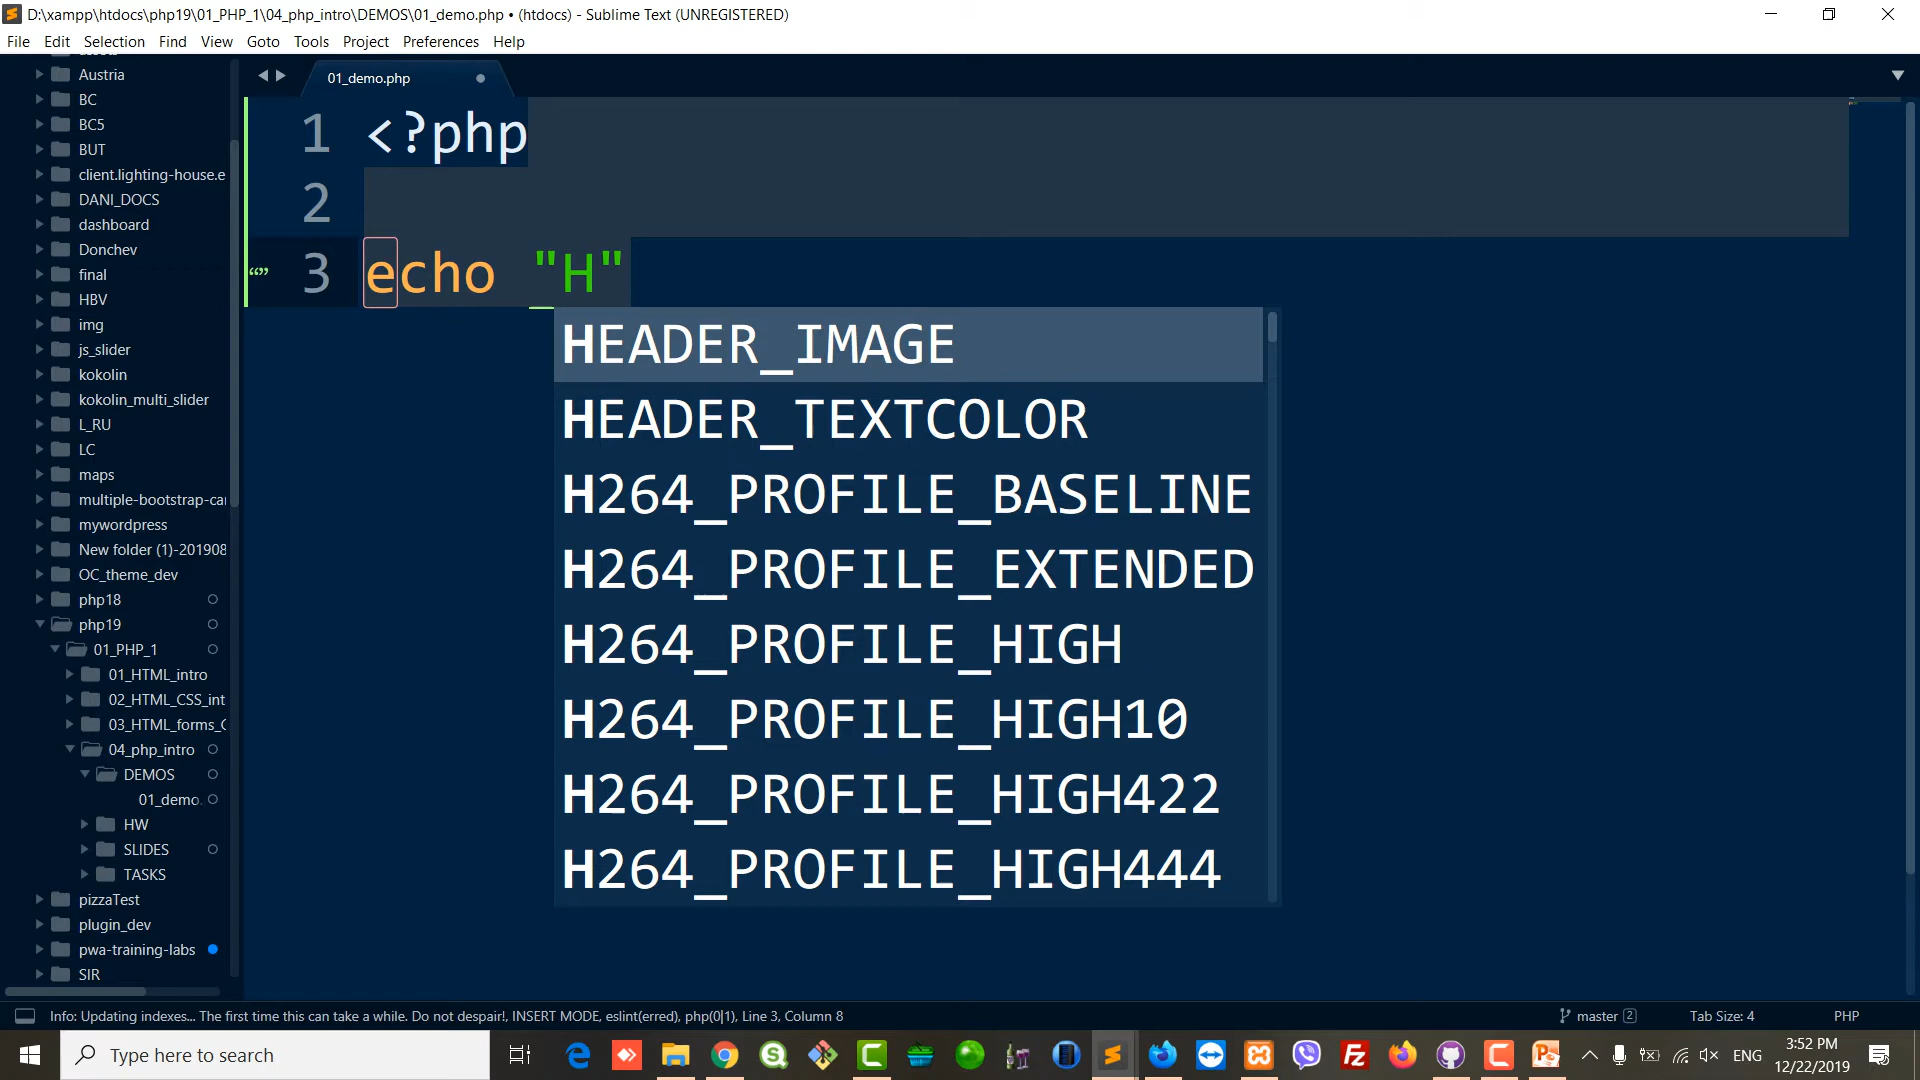 D:\xampp\htdocs\php19\01_PHP_1\04_php_intro\DEMOS\01_demo.php • (htdocs) - Sublime Text (UNREGISTERED)
File Edit Selection Find View Goto Tools Project Preferences Help
Austria
BC
BC5
BUT
client.lighting-house.e
DANI_DOCS
dashboard
Donchev
final
HBV
img
js_slider
kokolin
kokolin_multi_slider
L_RU
LC
maps
multiple-bootstrap-car
mywordpress
New folder (1)-201908
OC_theme_dev
php18
php19
01_PHP_1
01_HTML_intro
02_HTML_CSS_int
03_HTML_forms_C
04_php_intro
DEMOS
01_demo.
HW
SLIDES
TASKS
pizzaTest
plugin_dev
pwa-training-labs
SIR
01_demo.php
1 <?php
2
“” 3 echo "H"
HEADER_IMAGE
HEADER_TEXTCOLOR
H264_PROFILE_BASELINE
H264_PROFILE_EXTENDED
H264_PROFILE_HIGH
H264_PROFILE_HIGH10
H264_PROFILE_HIGH422
H264_PROFILE_HIGH444
Info: Updating indexes... The first time this can take a while. Do not despair!, INSERT MODE, eslint(erred), php(0|1), Line 3, Column 8
master 2 Tab Size: 4 PHP
Type here to search
ENG
3:52 PM
12/22/2019